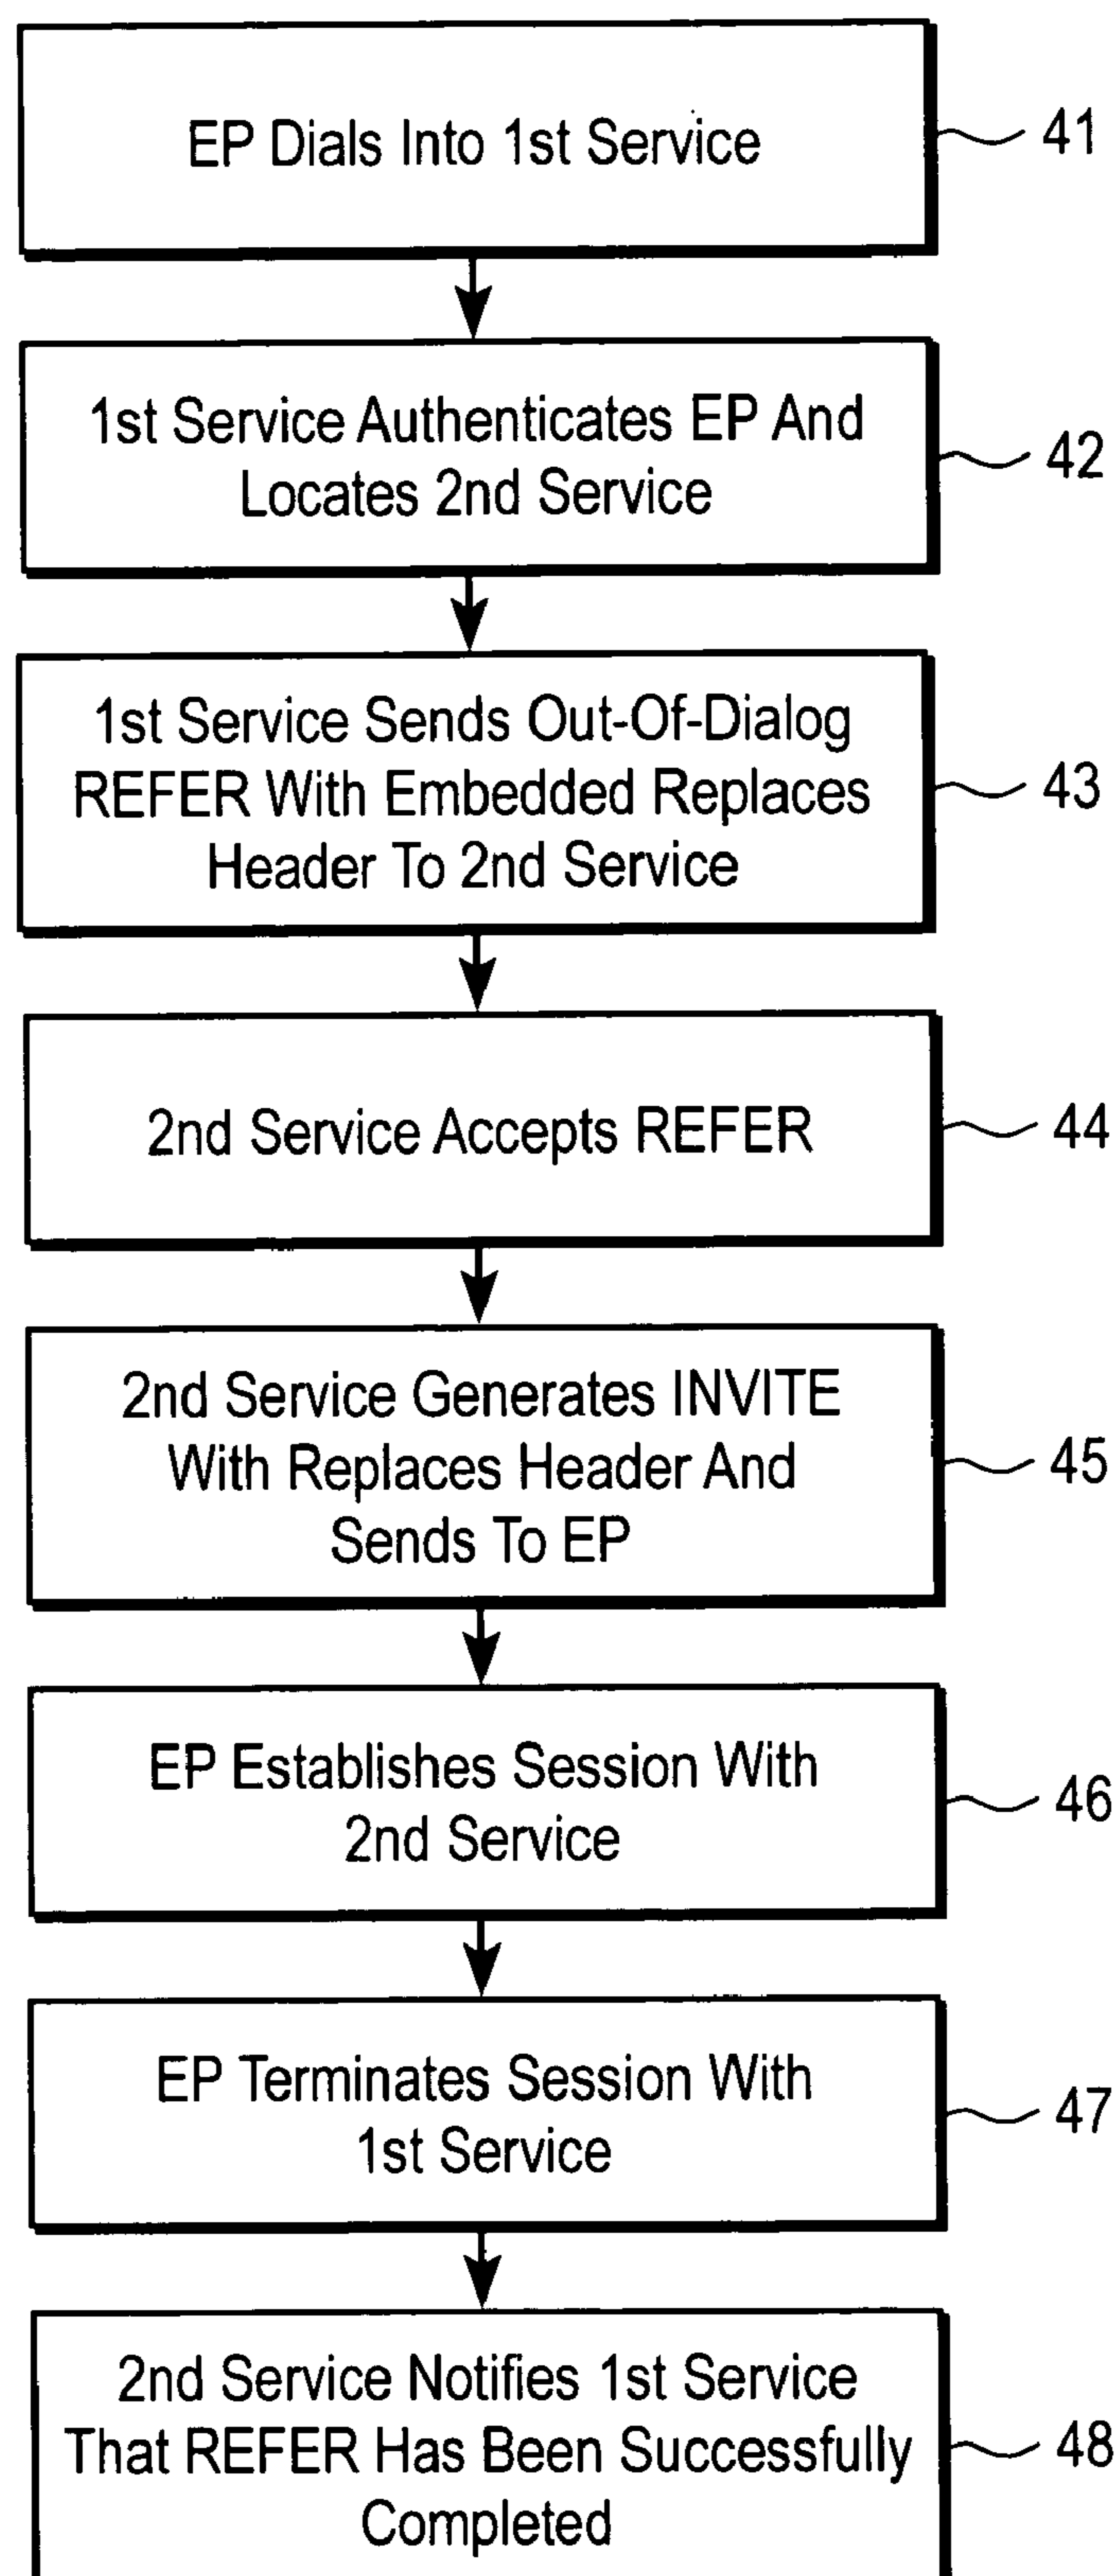 EP Dials Into 1st Service
41
1st Service Authenticates EP And
Locates 2nd Service
42
1st Service Sends Out-Of-Dialog
REFER With Embedded Replaces
Header To 2nd Service
43
2nd Service Accepts REFER
44
2nd Service Generates INVITE
With Replaces Header And
Sends To EP
45
EP Establishes Session With
2nd Service
46
EP Terminates Session With
1st Service
47
2nd Service Notifies 1st Service
That REFER Has Been Successfully
Completed
48